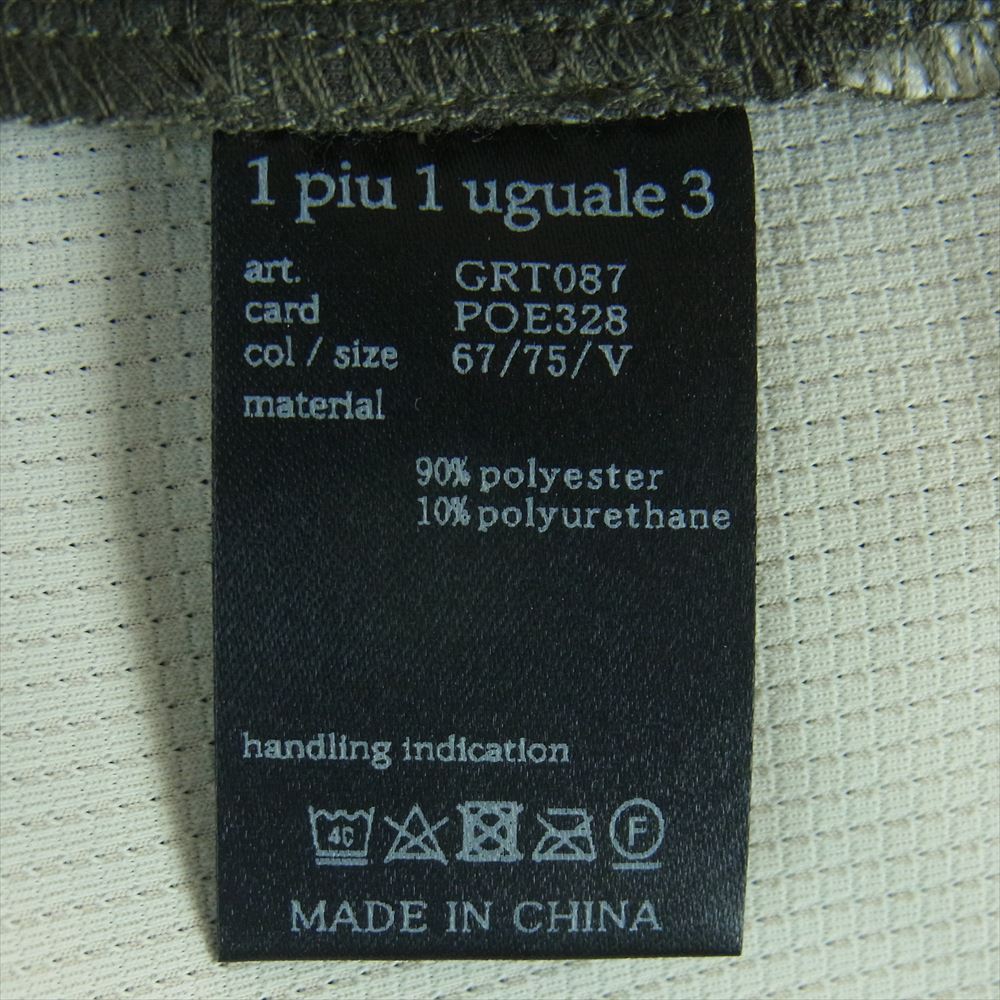 1 piu 1 uguale 3
art. GRT087
card POE328
col / size 67/75/V
material
90% polyester
10% polyurethane
handling indication
40 F
MADE IN CHINA